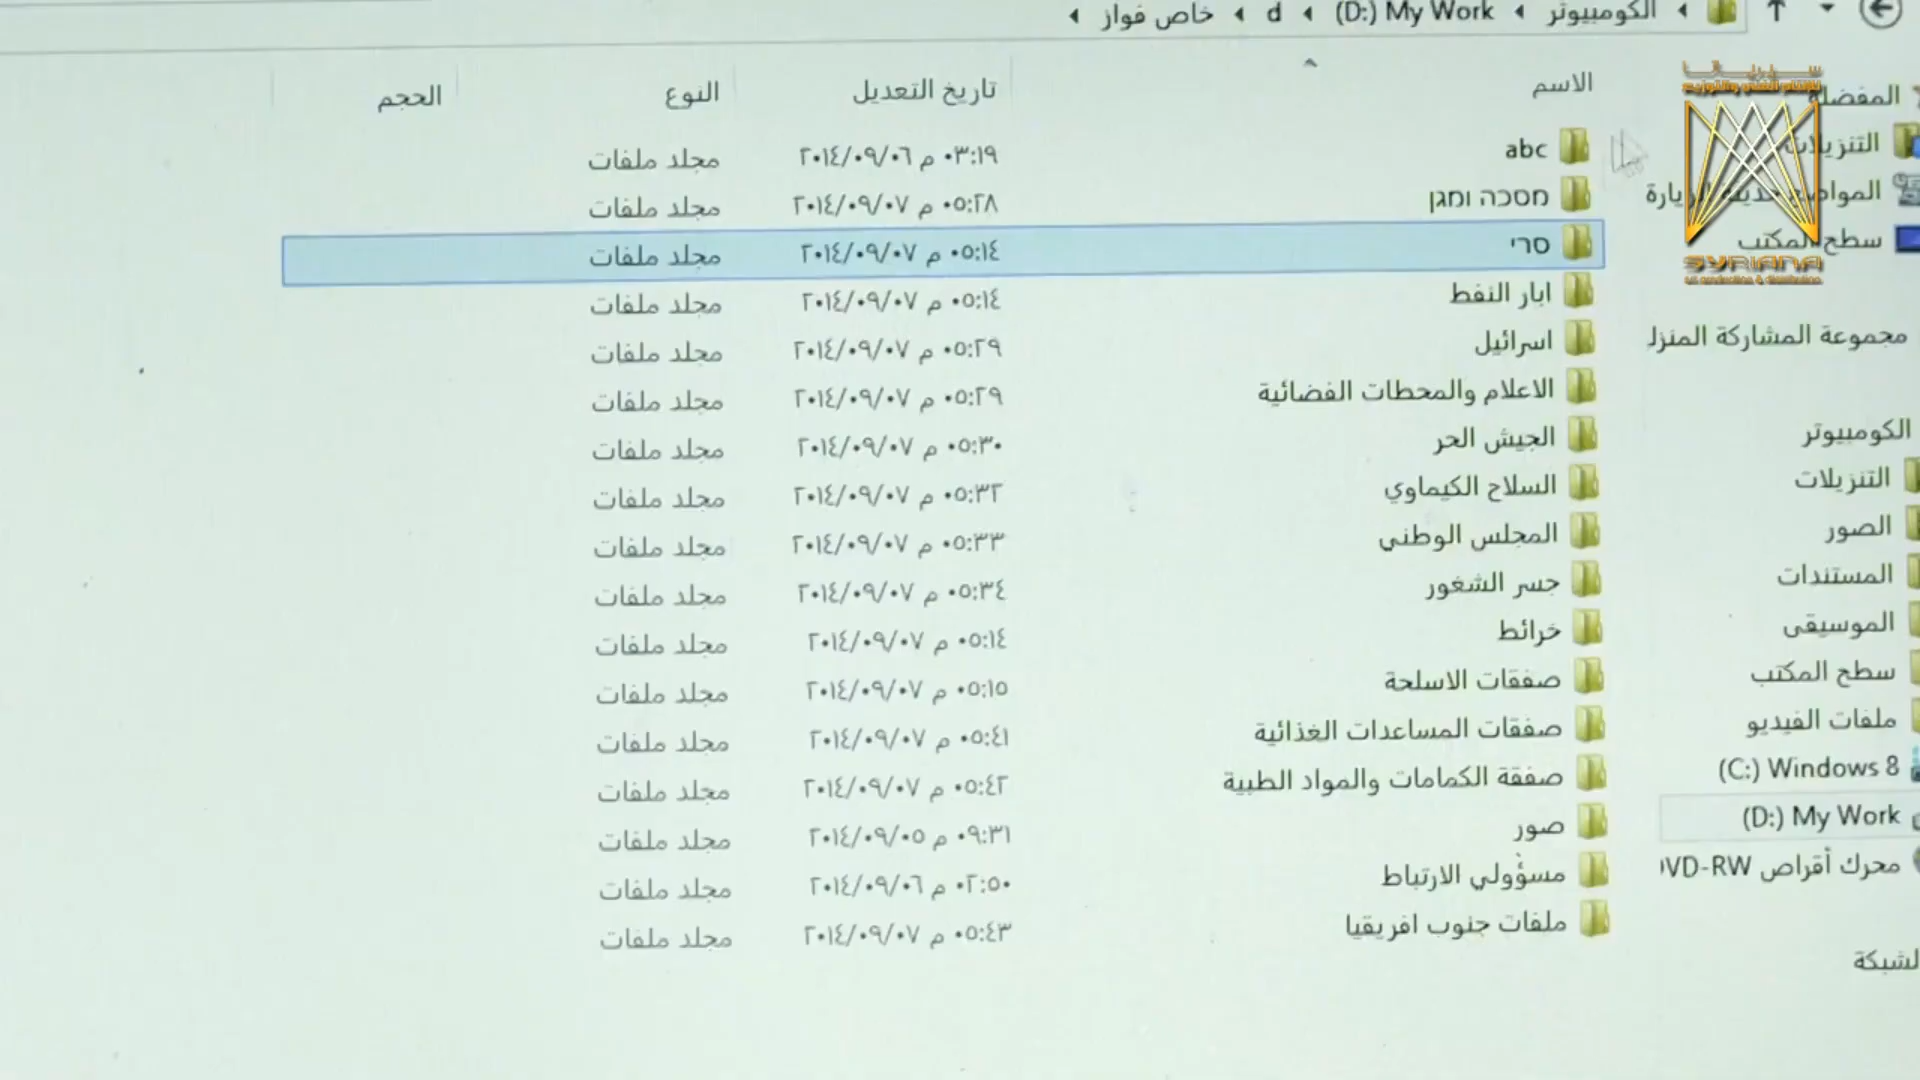 الكومبيوتر ◂ (D:) My Work ◂ d ◂ خاص فواز ◂
الاسم تاريخ التعديل النوع الحجم
abc ٠٣:١٩ م ٢٠١٤/٠٩/٠٦ مجلد ملفات
מסכה ומגן ٠٥:٢٨ م ٢٠١٤/٠٩/٠٧ مجلد ملفات
סרי ٠٥:١٤ م ٢٠١٤/٠٩/٠٧ مجلد ملفات
ابار النفط ٠٥:١٤ م ٢٠١٤/٠٩/٠٧ مجلد ملفات
اسرائيل ٠٥:٢٩ م ٢٠١٤/٠٩/٠٧ مجلد ملفات
الاعلام والمحطات الفضائية ٠٥:٢٩ م ٢٠١٤/٠٩/٠٧ مجلد ملفات
الجيش الحر ٠٥:٣٠ م ٢٠١٤/٠٩/٠٧ مجلد ملفات
السلاح الكيماوي ٠٥:٣٢ م ٢٠١٤/٠٩/٠٧ مجلد ملفات
المجلس الوطني ٠٥:٣٣ م ٢٠١٤/٠٩/٠٧ مجلد ملفات
جسر الشغور ٠٥:٣٤ م ٢٠١٤/٠٩/٠٧ مجلد ملفات
خرائط ٠٥:١٤ م ٢٠١٤/٠٩/٠٧ مجلد ملفات
صفقات الاسلحة ٠٥:١٥ م ٢٠١٤/٠٩/٠٧ مجلد ملفات
صفقات المساعدات الغذائية ٠٥:٤١ م ٢٠١٤/٠٩/٠٧ مجلد ملفات
صفقة الكمامات والمواد الطبية ٠٥:٤٢ م ٢٠١٤/٠٩/٠٧ مجلد ملفات
صور ٠٩:٣١ م ٢٠١٤/٠٩/٠٥ مجلد ملفات
مسؤولي الارتباط ٠٢:٥٠ م ٢٠١٤/٠٩/٠٦ مجلد ملفات
ملفات جنوب افريقيا ٠٥:٤٣ م ٢٠١٤/٠٩/٠٧ مجلد ملفات
المفضلة
التنزيلات
المواضع
سطح المكتب
مجموعة المشاركة
الكومبيوتر
التنزيلات
الصور
المستندات
الموسيقى
سطح المكتب
ملفات الفيديو
(C:) Windows 8
(D:) My Work
محرك أقراص
SYRIANA